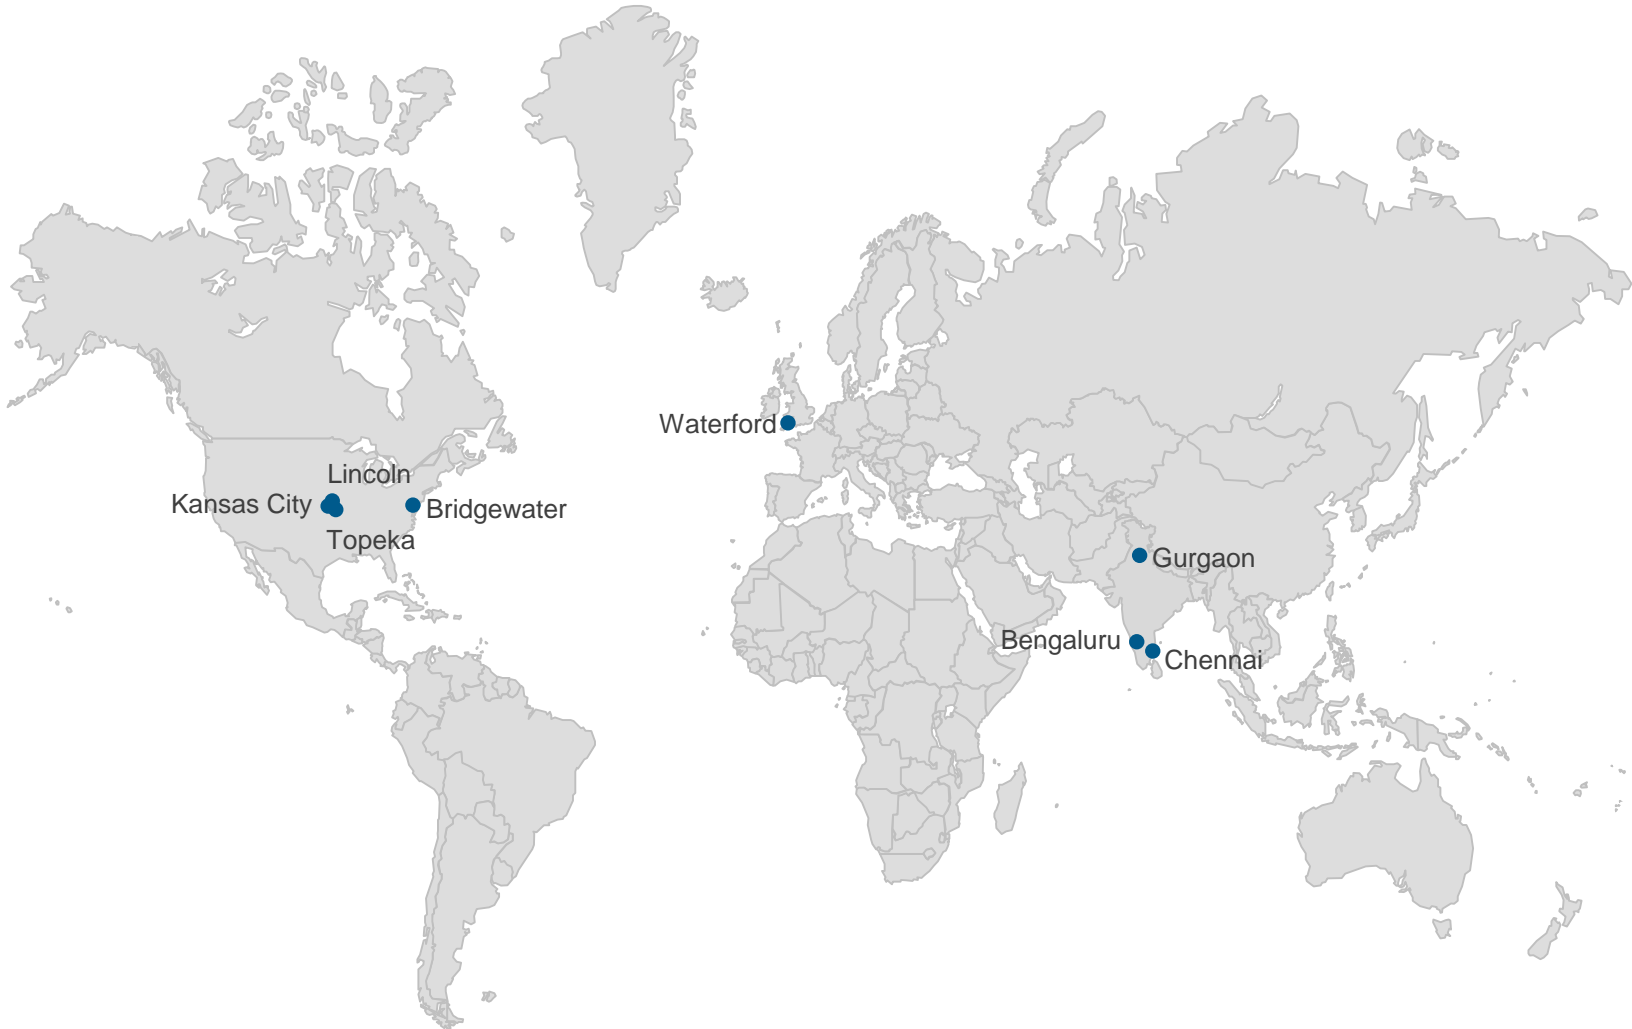 Waterford
Lincoln
Kansas City
Bridgewater
Topeka
Gurgaon
Bengaluru
Chennai